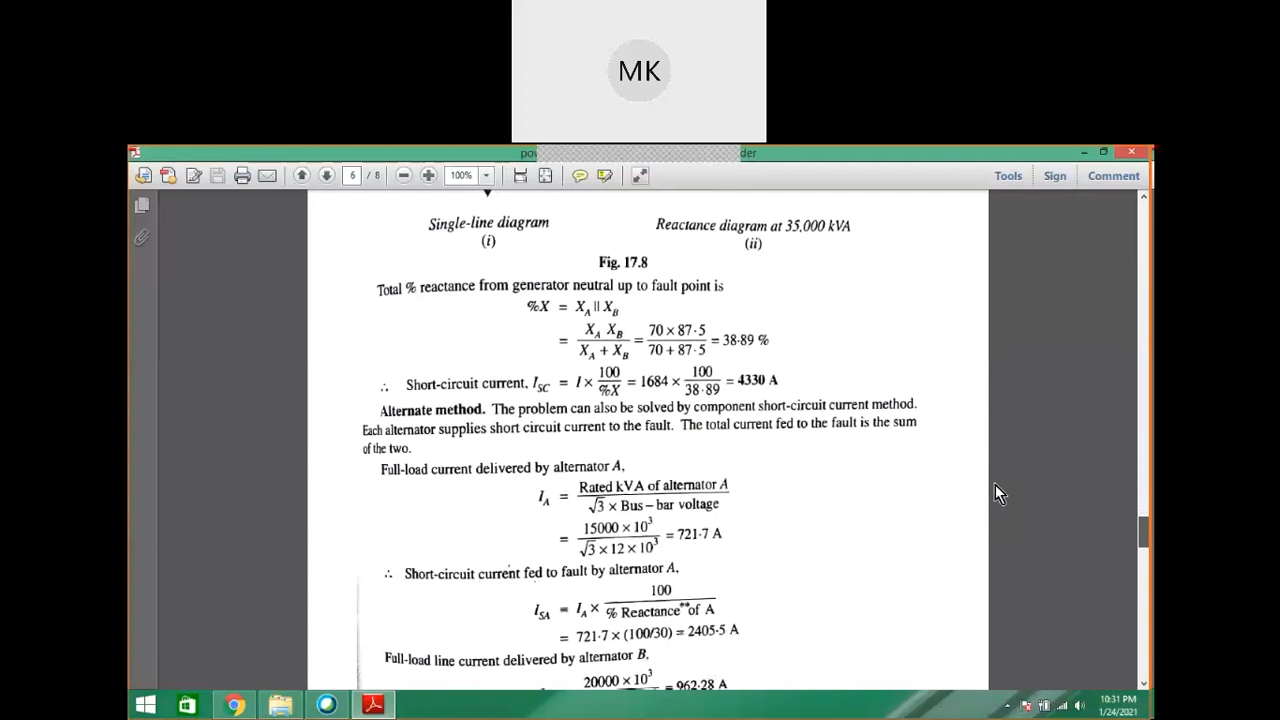 MK
pov der
6 / 8 100% Tools Sign Comment
Single-line diagram Reactance diagram at 35,000 kVA
(i) (ii)
Fig. 17.8
Total % reactance from generator neutral up to fault point is
%X = X_A || X_B
= X_A X_B / X_A + X_B = 70 × 87·5 / 70 + 87·5 = 38·89 %
∴ Short-circuit current, I_SC = I × 100 / %X = 1684 × 100 / 38·89 = 4330 A
Alternate method. The problem can also be solved by component short-circuit current method.
Each alternator supplies short circuit current to the fault. The total current fed to the fault is the sum
of the two.
Full-load current delivered by alternator A,
I_A = Rated kVA of alternator A / √3 × Bus – bar voltage
= 15000 × 10³ / √3 × 12 × 10³ = 721·7 A
∴ Short-circuit current fed to fault by alternator A,
I_SA = I_A × 100 / % Reactance** of A
= 721·7 × (100/30) = 2405·5 A
Full-load line current delivered by alternator B,
20000 × 10³ = 962·28 A
10:31 PM
1/24/2021